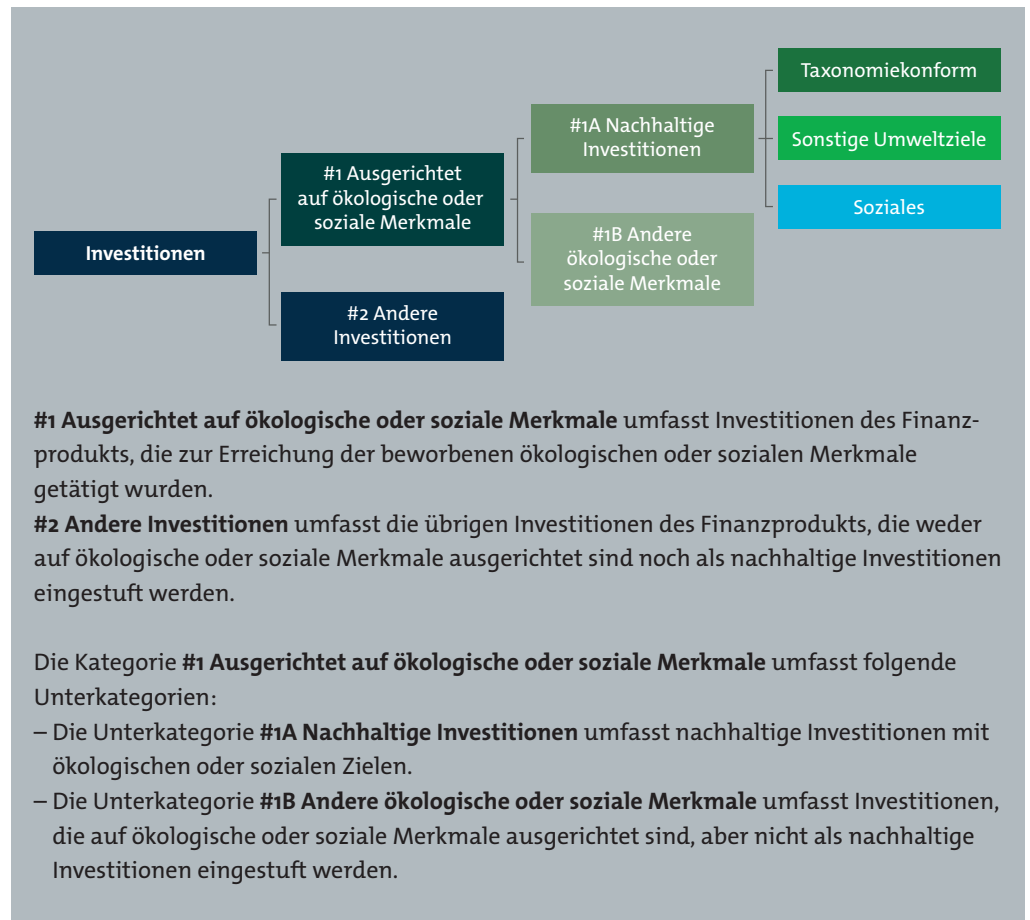 Investitionen
#1 Ausgerichtet
auf ökologische oder
soziale Merkmale
#2 Andere
Investitionen
#1A Nachhaltige
Investitionen
#1B Andere
ökologische oder
soziale Merkmale
Taxonomiekonform
Sonstige Umweltziele
Soziales
#1 Ausgerichtet auf ökologische oder soziale Merkmale umfasst Investitionen des Finanz-
produkts, die zur Erreichung der beworbenen ökologischen oder sozialen Merkmale
getätigt wurden.
#2 Andere Investitionen umfasst die übrigen Investitionen des Finanzprodukts, die weder
auf ökologische oder soziale Merkmale ausgerichtet sind noch als nachhaltige Investitionen
eingestuft werden.
Die Kategorie #1 Ausgerichtet auf ökologische oder soziale Merkmale umfasst folgende
Unterkategorien:
– Die Unterkategorie #1A Nachhaltige Investitionen umfasst nachhaltige Investitionen mit
ökologischen oder sozialen Zielen.
– Die Unterkategorie #1B Andere ökologische oder soziale Merkmale umfasst Investitionen,
die auf ökologische oder soziale Merkmale ausgerichtet sind, aber nicht als nachhaltige
Investitionen eingestuft werden.